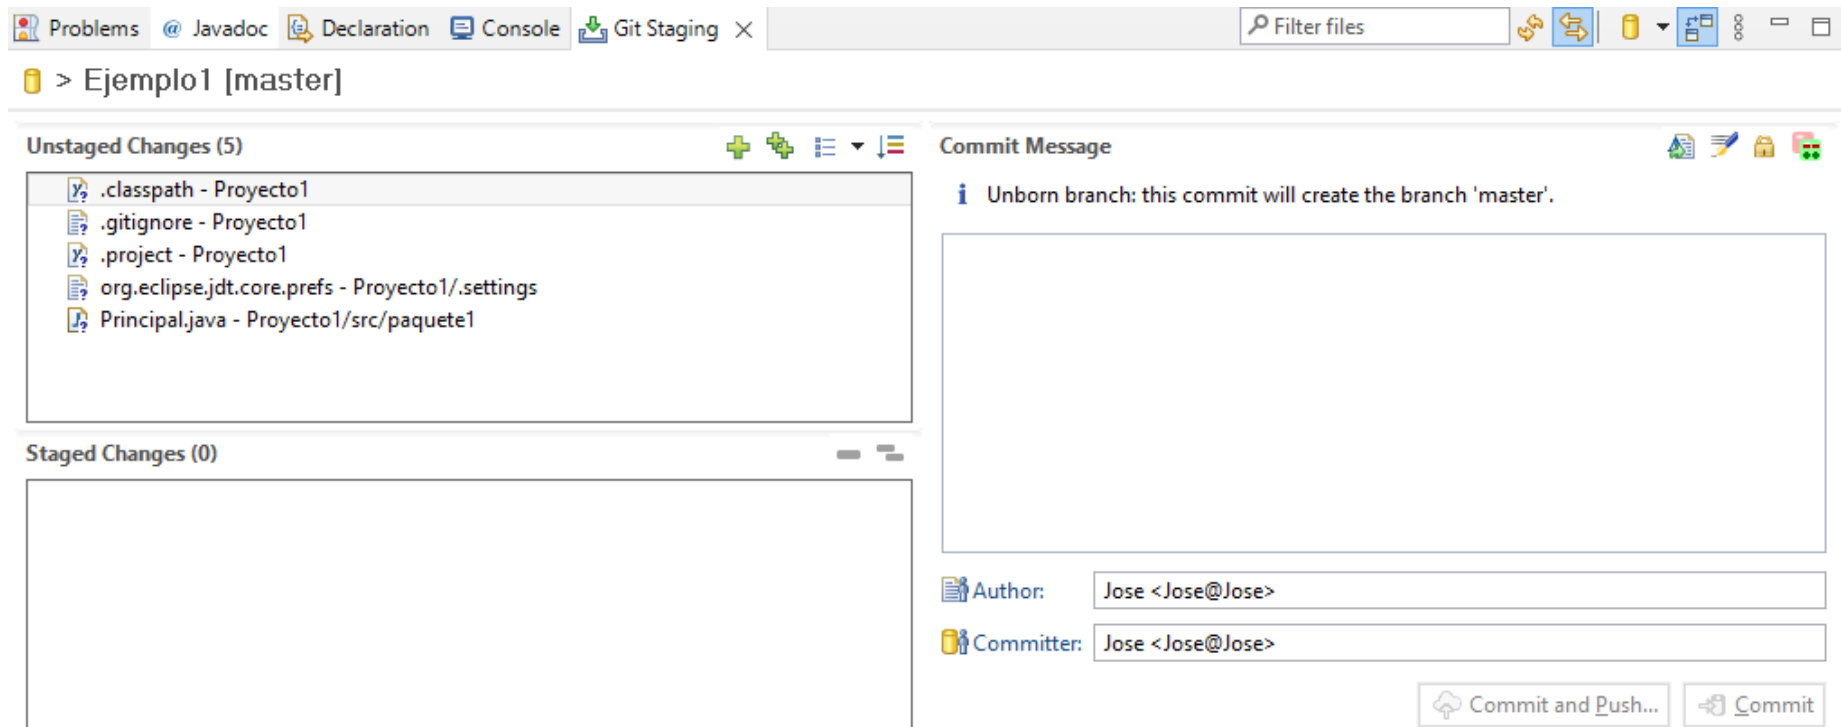 Problems @ Javadoc Declaration Console Git Staging Filter files
> Ejemplo1 [master]
Unstaged Changes (5)
.classpath - Proyecto1
.gitignore - Proyecto1
.project - Proyecto1
org.eclipse.jdt.core.prefs - Proyecto1/.settings
Principal.java - Proyecto1/src/paquete1
Staged Changes (0)
Commit Message
Unborn branch: this commit will create the branch 'master'.
Author: Jose <Jose@Jose>
Committer: Jose <Jose@Jose>
Commit and Push... Commit